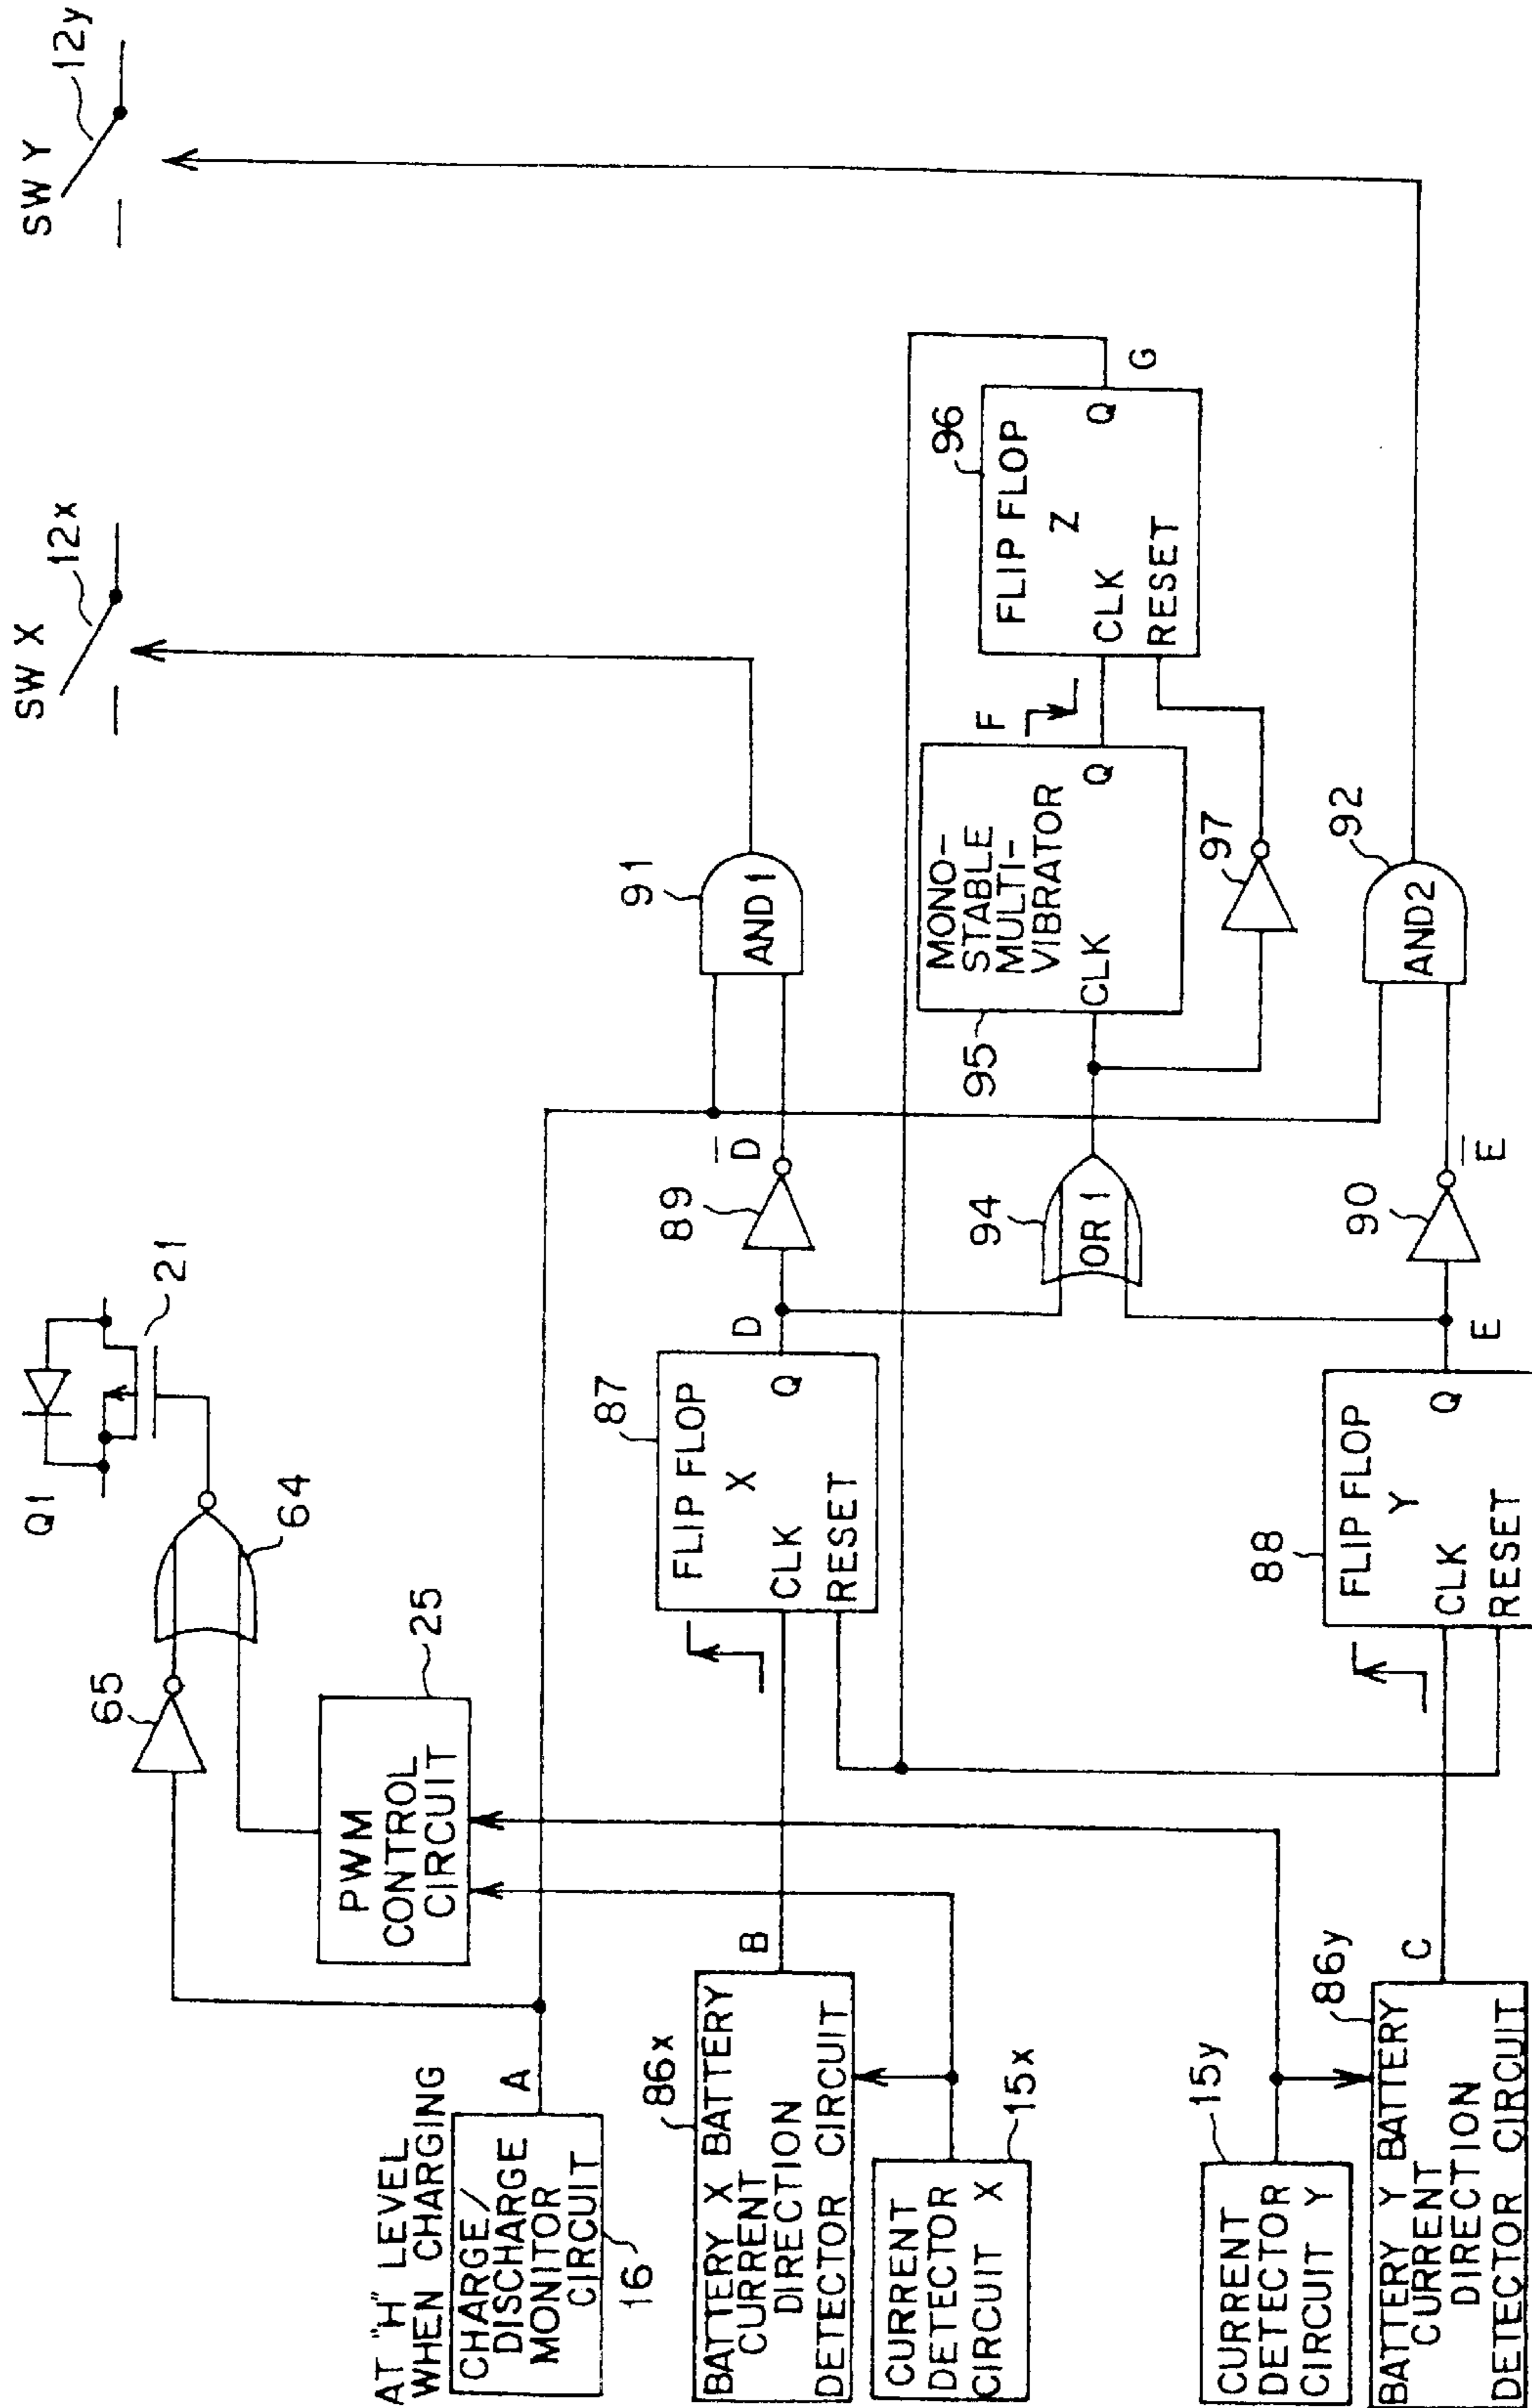 SW X
12x
SW Y
12y
Q1
21
64
65
PWM
CONTROL
CIRCUIT
25
AT "H" LEVEL
WHEN CHARGING
CHARGE/
DISCHARGE
MONITOR
CIRCUIT
16
A
BATTERY X BATTERY
CURRENT
DIRECTION
DETECTOR CIRCUIT
86x
B
CURRENT
DETECTOR
CIRCUIT X
15x
FLIP FLOP
X
CLK
Q
RESET
87
D
89
D̅
AND1
91
OR 1
94
MONO-
STABLE
MULTI-
VIBRATOR
CLK
Q
95
F
97
FLIP FLOP
Z
CLK
Q
RESET
96
G
CURRENT
DETECTOR
CIRCUIT Y
15y
BATTERY Y BATTERY
CURRENT
DIRECTION
DETECTOR CIRCUIT
86y
C
FLIP FLOP
Y
CLK
Q
RESET
88
E
90
E̅
AND2
92